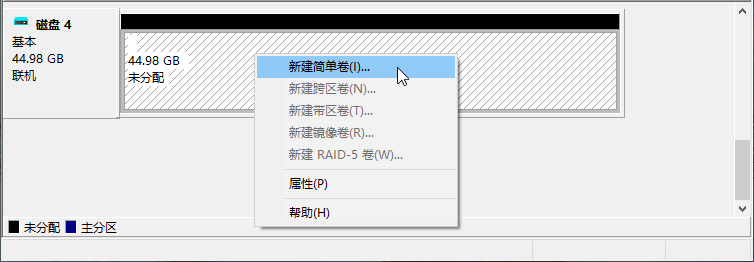 磁盘 4
基本
44.98 GB
联机
44.98 GB
未分配
新建简单卷(I)...
新建跨区卷(N)...
新建带区卷(T)...
新建镜像卷(R)...
新建 RAID-5 卷(W)...
属性(P)
帮助(H)
未分配 主分区